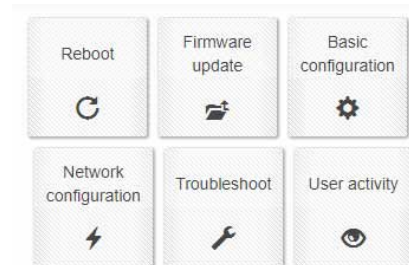 Reboot
Firmware
update
Basic
configuration
Network
configuration
Troubleshoot
User activity